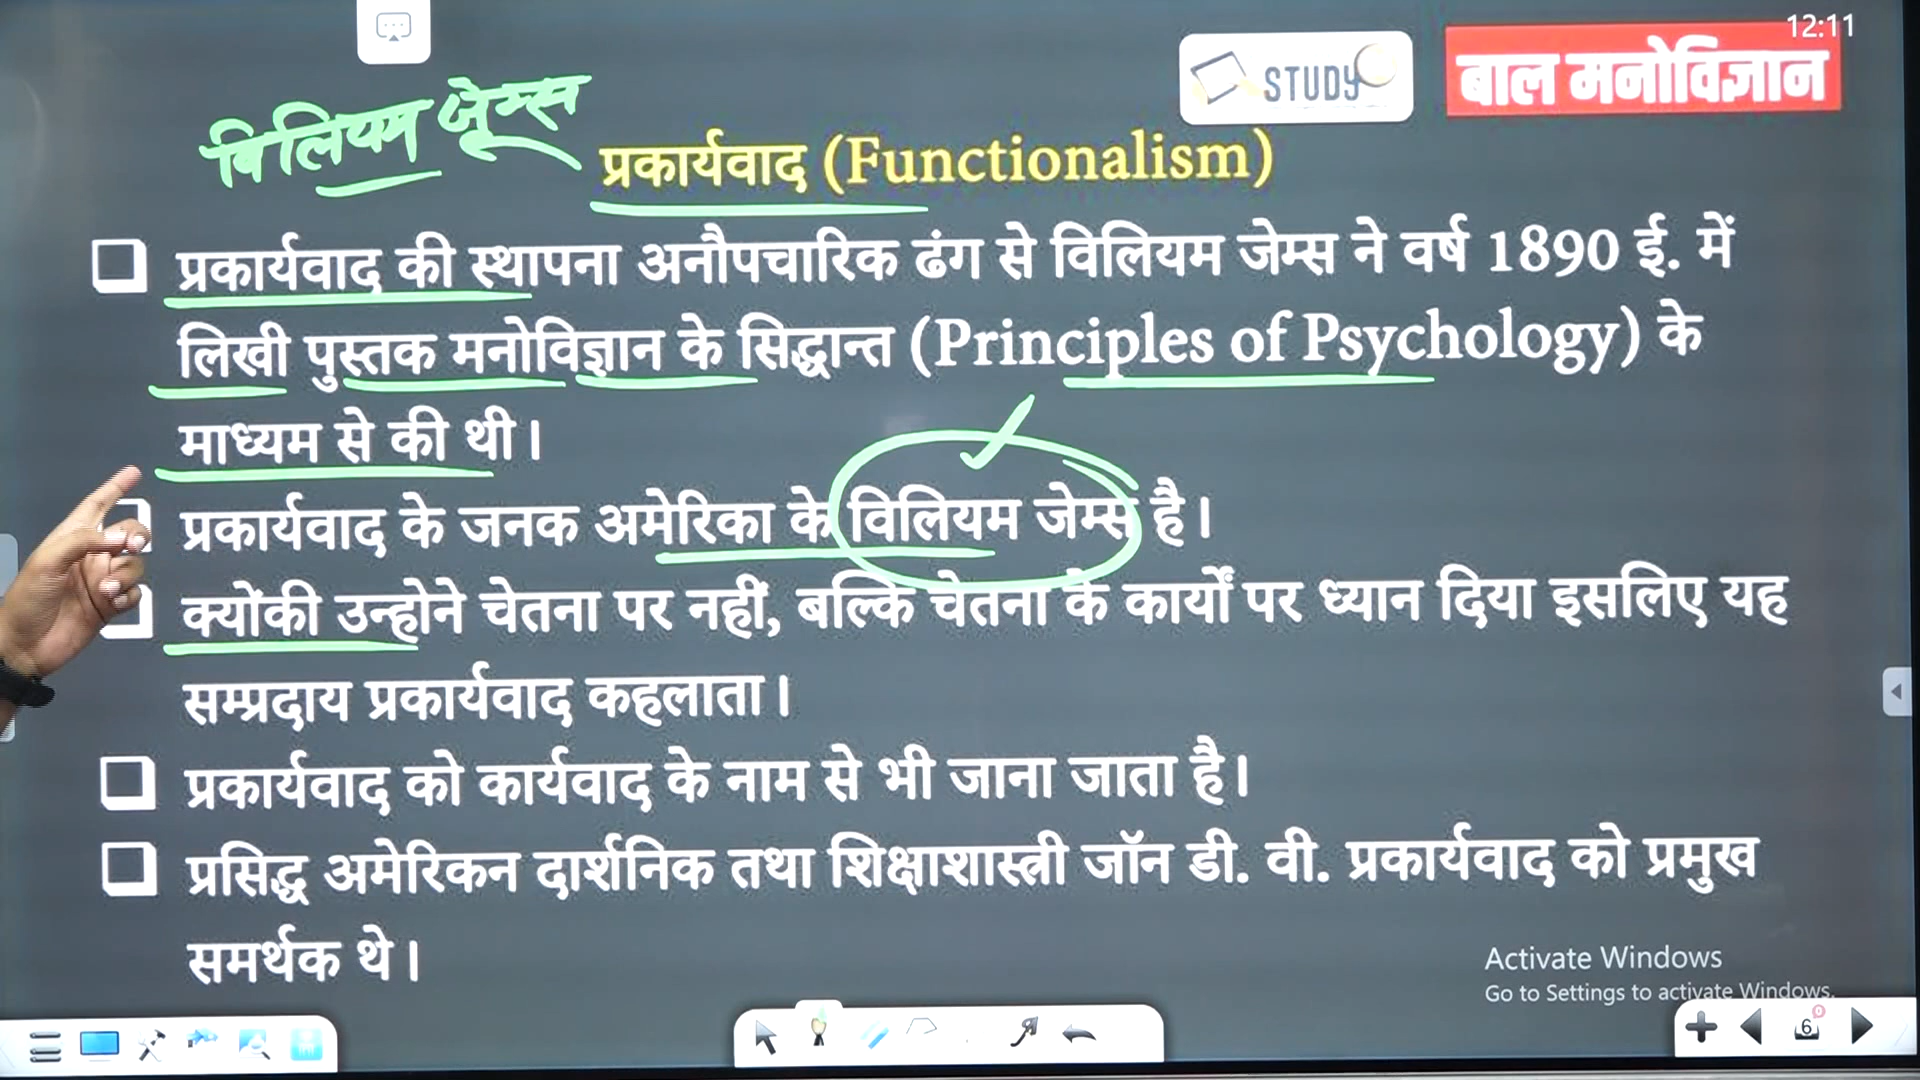 12:11
STUDY
बाल मनोविज्ञान
विलियम जेम्स
प्रकार्यवाद (Functionalism)
प्रकार्यवाद की स्थापना अनौपचारिक ढंग से विलियम जेम्स ने वर्ष 1890 ई. में
लिखी पुस्तक मनोविज्ञान के सिद्धान्त (Principles of Psychology) के
माध्यम से की थी।
प्रकार्यवाद के जनक अमेरिका के विलियम जेम्स है।
क्योंकी उन्होने चेतना पर नहीं, बल्कि चेतना के कार्यों पर ध्यान दिया इसलिए यह
सम्प्रदाय प्रकार्यवाद कहलाता।
प्रकार्यवाद को कार्यवाद के नाम से भी जाना जाता है।
प्रसिद्ध अमेरिकन दार्शनिक तथा शिक्षाशास्त्री जॉन डी. वी. प्रकार्यवाद को प्रमुख
समर्थक थे।
Activate Windows
Go to Settings to activate Windows.
6